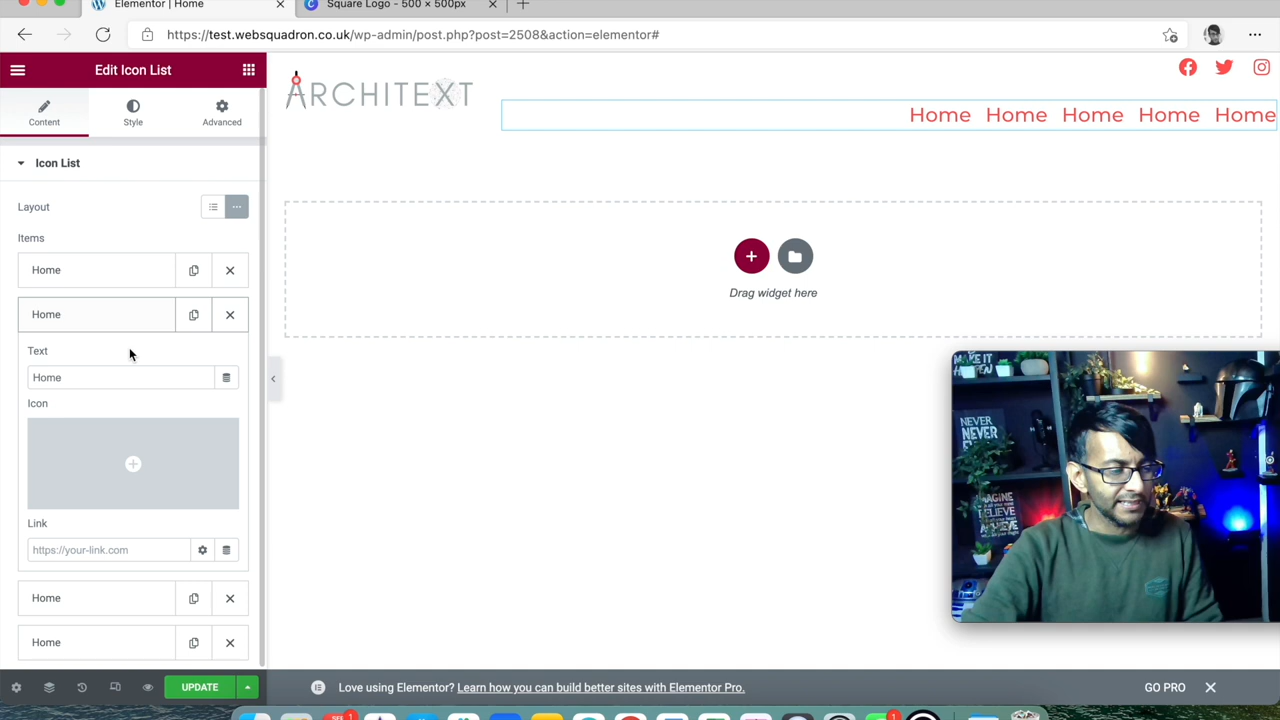 Elementor | Home
Square Logo - 500 × 500px
https://test.websquadron.co.uk/wp-admin/post.php?post=2508&action=elementor#
Edit Icon List
Content
Style
Advanced
Icon List
Layout
Items
Home
Home
Text
Home
Icon
Link
https://your-link.com
Home
Home
UPDATE
ARCHITEXT
Home Home Home Home Home
Drag widget here
MAKE IT
HAPPEN
NEVER
NEVER
IMAGINE
BELIEVE
ACHIEVE
Love using Elementor? Learn how you can build better sites with Elementor Pro.
GO PRO